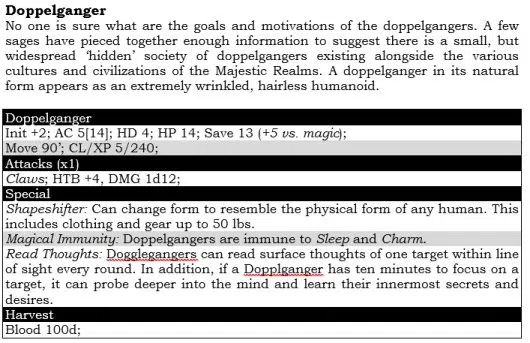 Doppelganger
No one is sure what are the goals and motivations of the doppelgangers. A few
sages have pieced together enough information to suggest there is a small, but
widespread ‘hidden’ society of doppelgangers existing alongside the various
cultures and civilizations of the Majestic Realms. A doppelganger in its natural
form appears as an extremely wrinkled, hairless humanoid.
Doppelganger
Init +2; AC 5[14]; HD 4; HP 14; Save 13 (+5 vs. magic);
Move 90’; CL/XP 5/240;
Attacks (x1)
Claws; HTB +4, DMG 1d12;
Special
Shapeshifter: Can change form to resemble the physical form of any human. This
includes clothing and gear up to 50 lbs.
Magical Immunity: Doppelgangers are immune to Sleep and Charm.
Read Thoughts: Dogglegangers can read surface thoughts of one target within line
of sight every round. In addition, if a Dopplganger has ten minutes to focus on a
target, it can probe deeper into the mind and learn their innermost secrets and
desires.
Harvest
Blood 100d;